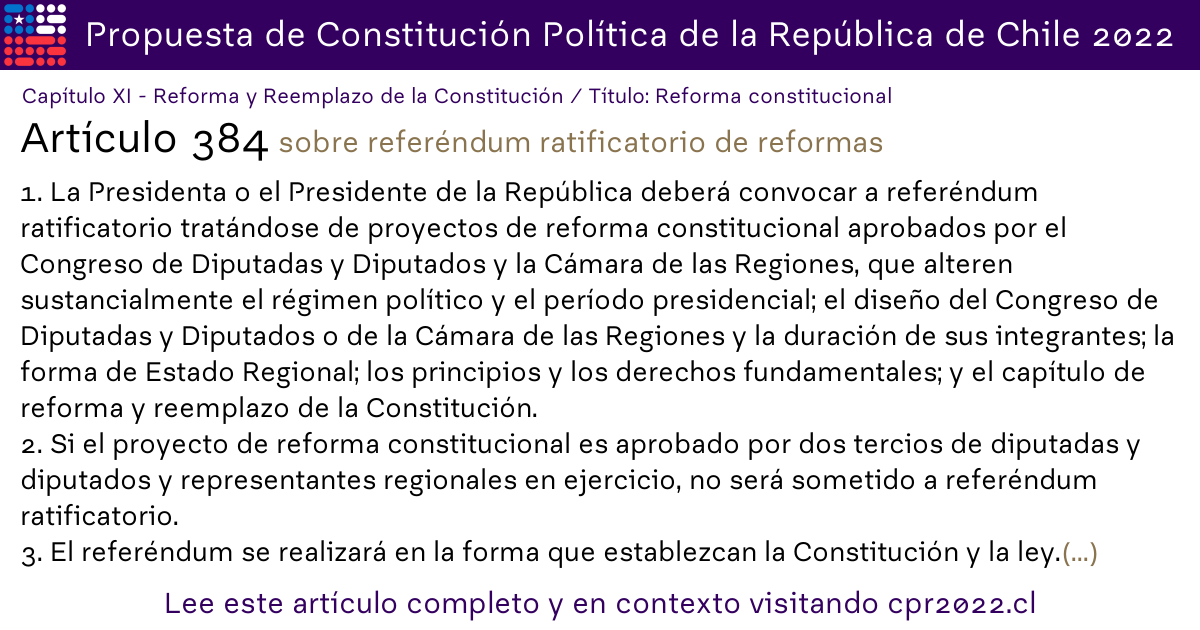 Propuesta de Constitución Política de la República de Chile 2022
Capítulo XI - Reforma y Reemplazo de la Constitución / Título: Reforma constitucional
Artículo 384 sobre referéndum ratificatorio de reformas
1. La Presidenta o el Presidente de la República deberá convocar a referéndum
ratificatorio tratándose de proyectos de reforma constitucional aprobados por el
Congreso de Diputadas y Diputados y la Cámara de las Regiones, que alteren
sustancialmente el régimen político y el período presidencial; el diseño del Congreso de
Diputadas y Diputados o de la Cámara de las Regiones y la duración de sus integrantes; la
forma de Estado Regional; los principios y los derechos fundamentales; y el capítulo de
reforma y reemplazo de la Constitución.
2. Si el proyecto de reforma constitucional es aprobado por dos tercios de diputadas y
diputados y representantes regionales en ejercicio, no será sometido a referéndum
ratificatorio.
3. El referéndum se realizará en la forma que establezcan la Constitución y la ley.(...)
Lee este artículo completo y en contexto visitando cpr2022.cl